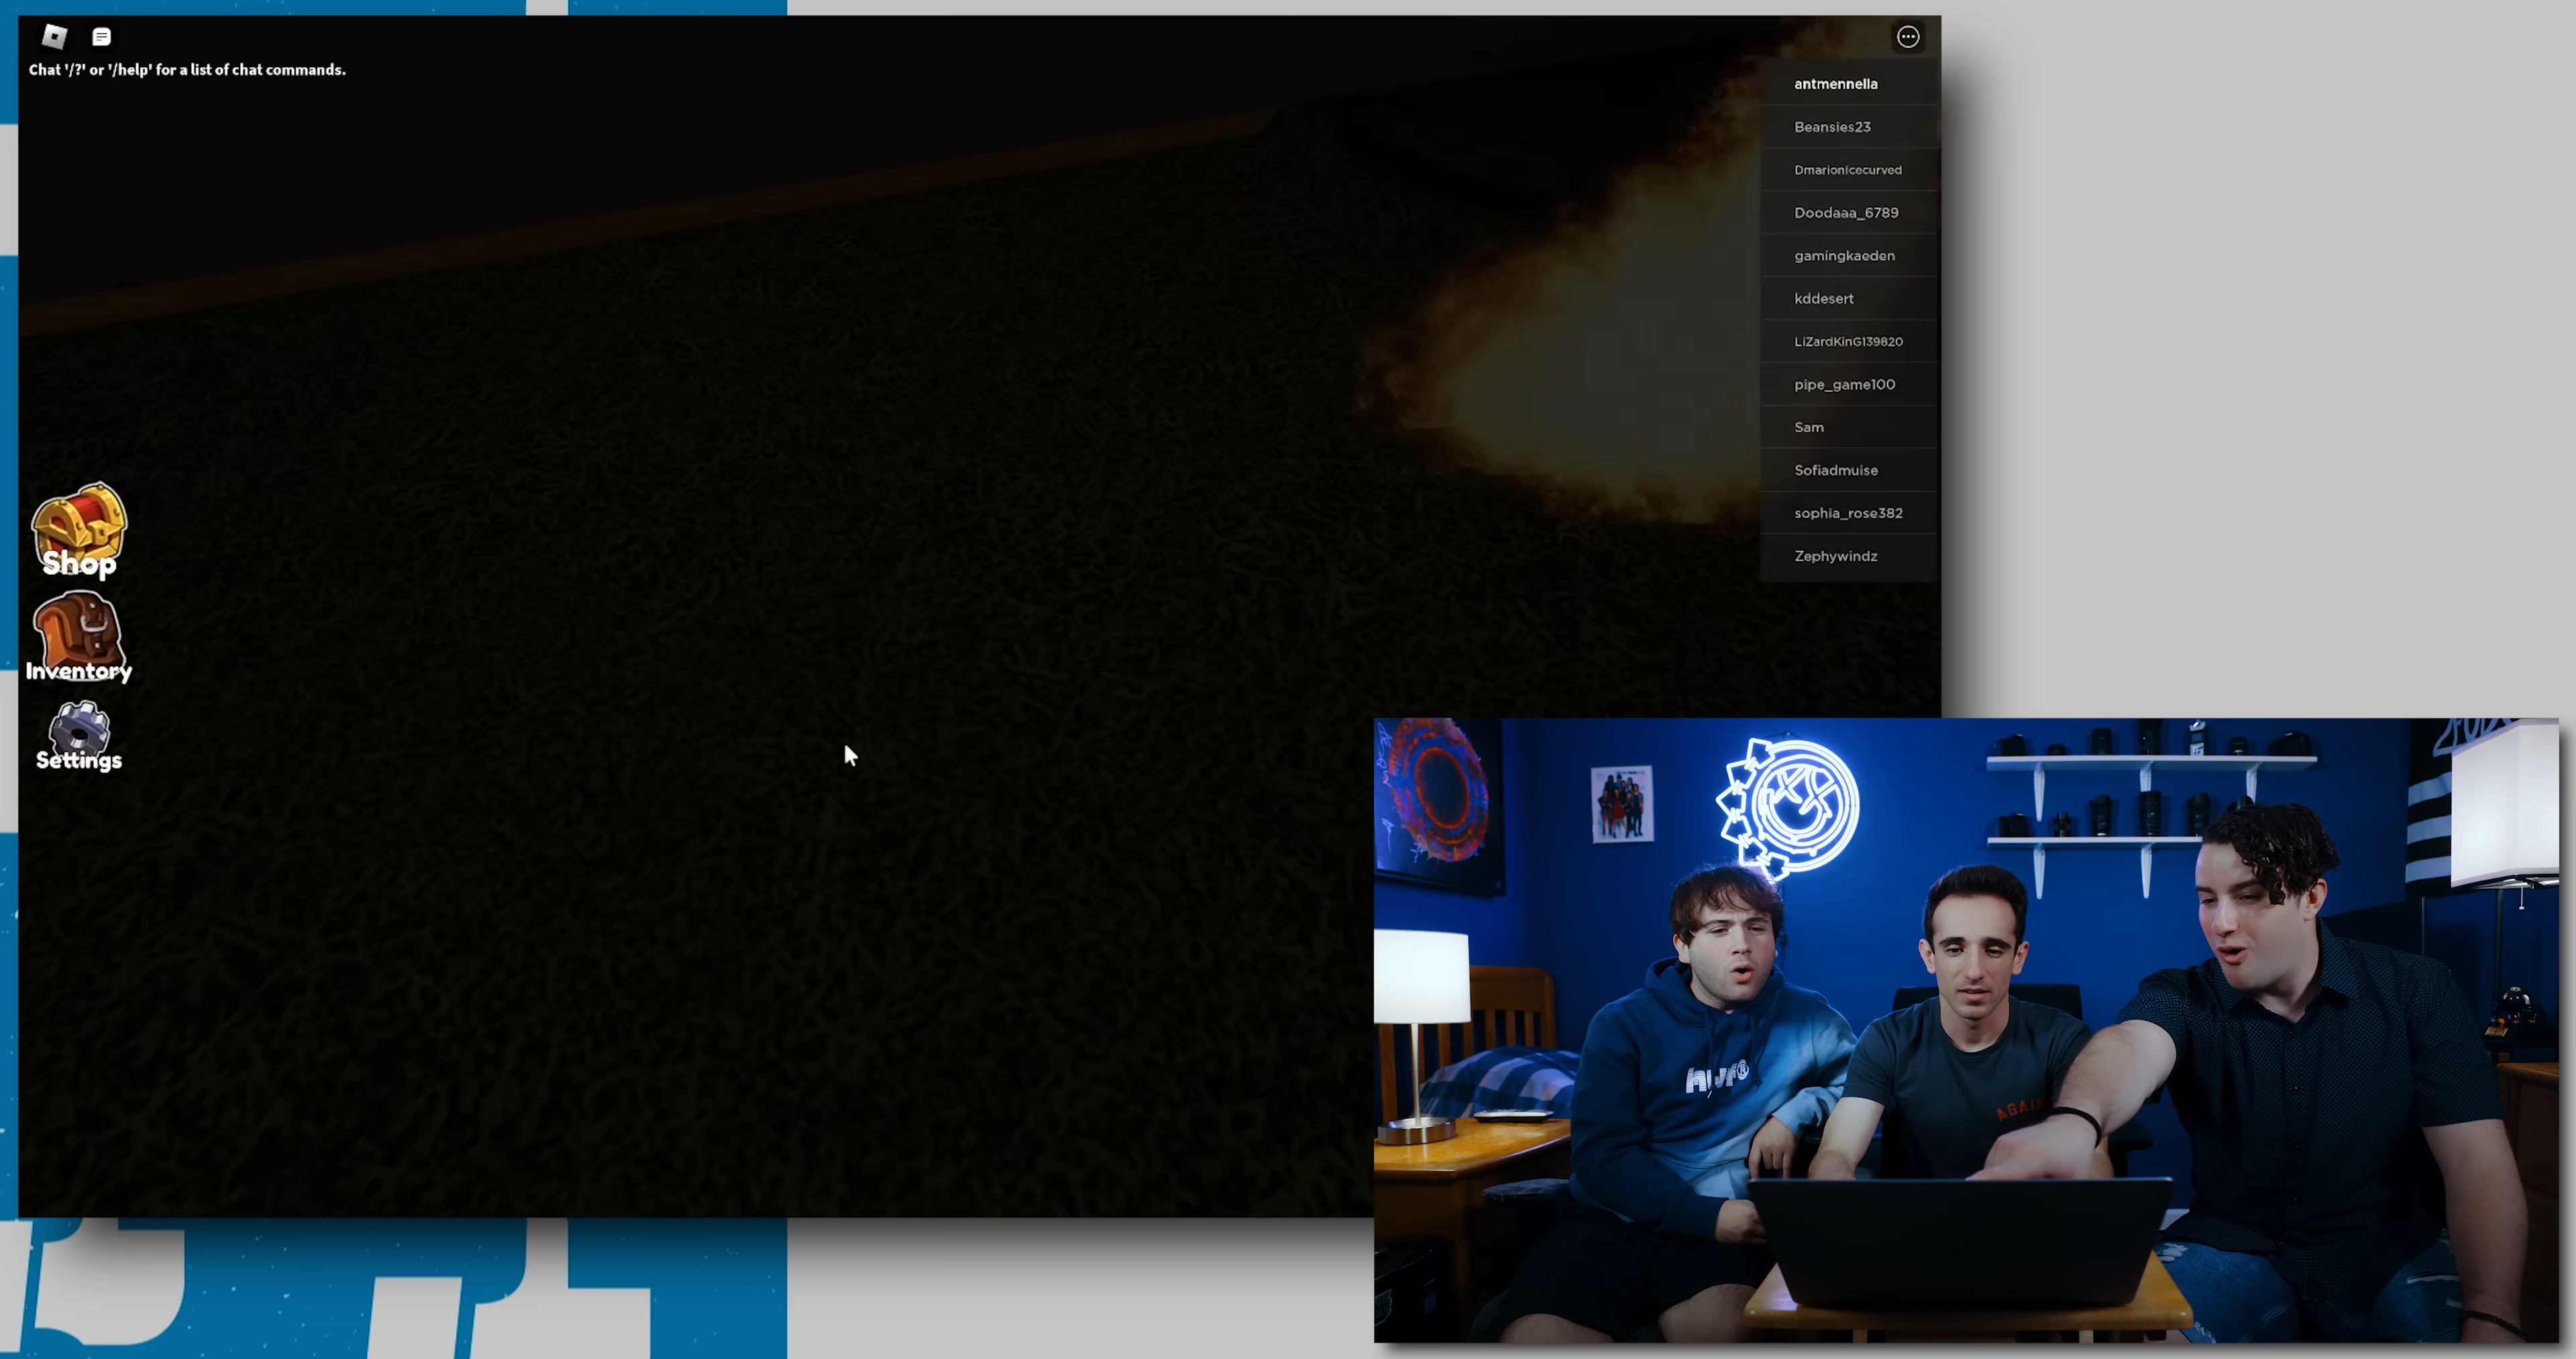 Chat '/?' or '/help' for a list of chat commands.
antmennella
Beansies23
DmarionIcecurved
Doodaaa_6789
gamingkaeden
kddesert
LiZardKinG139820
pipe_game100
Sam
Sofiadmuise
sophia_rose382
Zephywindz
Shop
Inventory
Settings
huf®